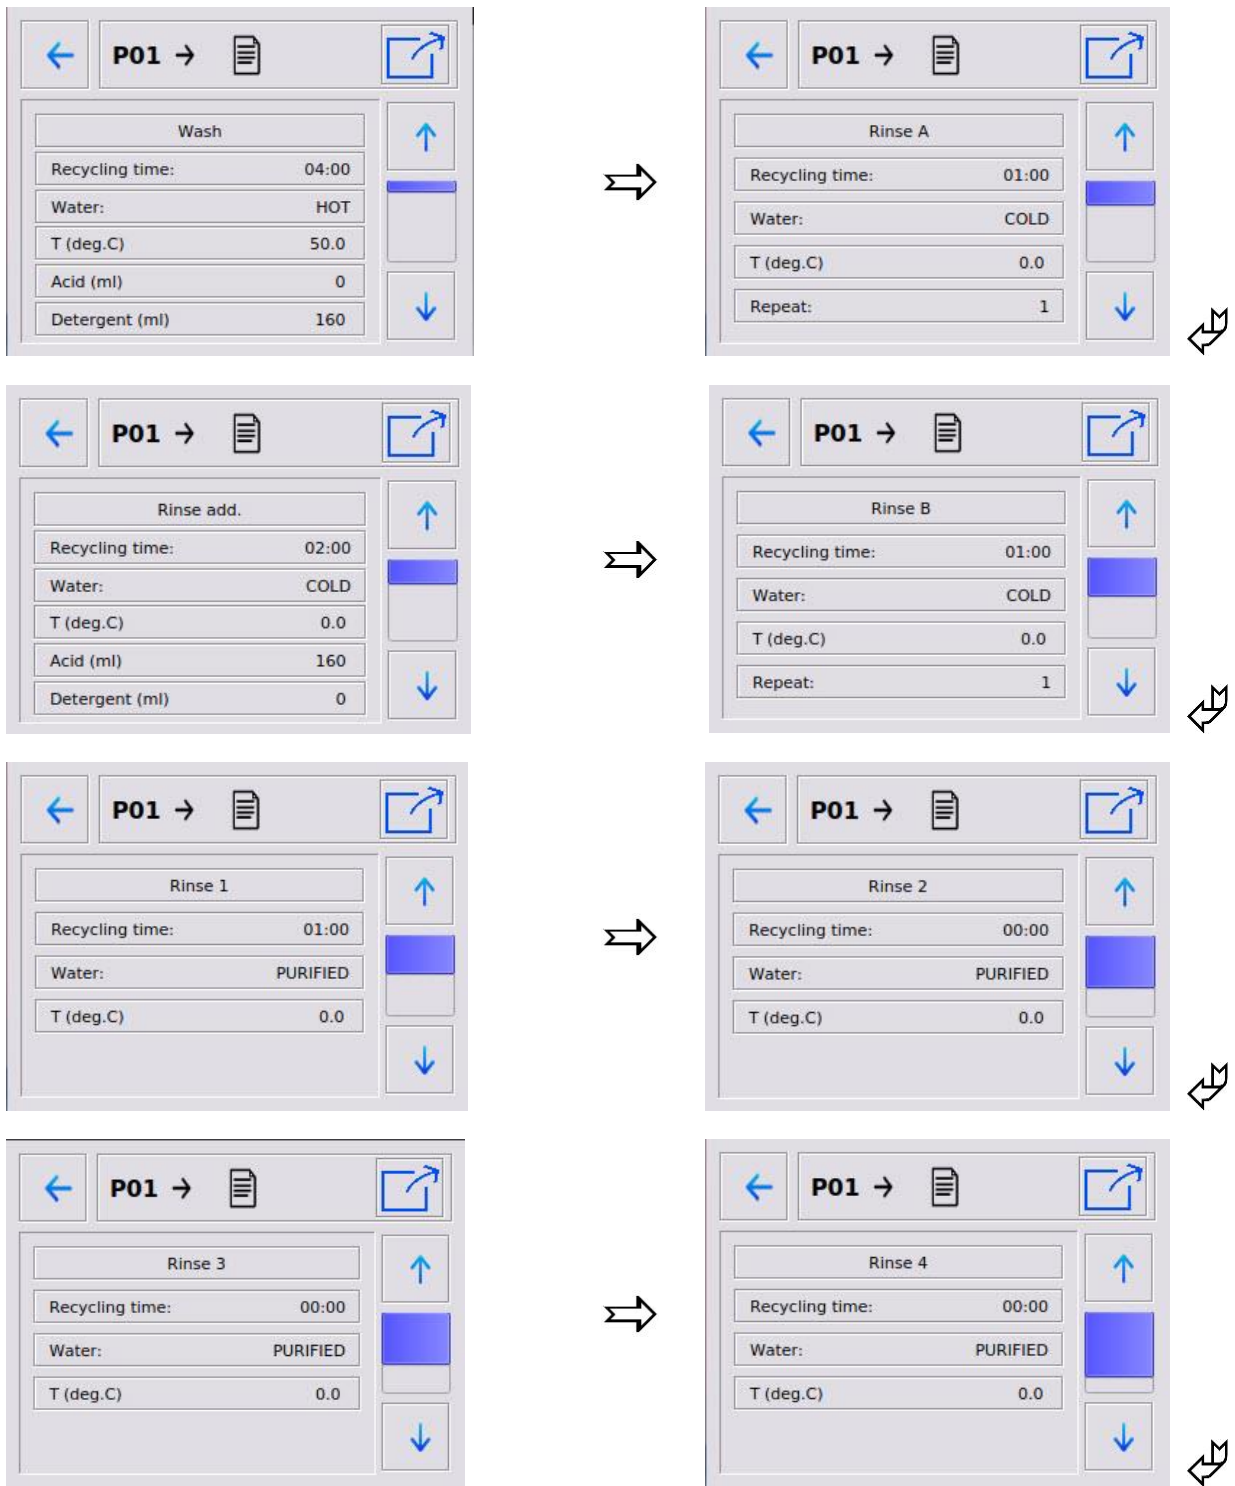 P01 →
Wash
Recycling time: 04:00
Water: HOT
T (deg.C) 50.0
Acid (ml) 0
Detergent (ml) 160
P01 →
Rinse A
Recycling time: 01:00
Water: COLD
T (deg.C) 0.0
Repeat: 1
P01 →
Rinse add.
Recycling time: 02:00
Water: COLD
T (deg.C) 0.0
Acid (ml) 160
Detergent (ml) 0
P01 →
Rinse B
Recycling time: 01:00
Water: COLD
T (deg.C) 0.0
Repeat: 1
P01 →
Rinse 1
Recycling time: 01:00
Water: PURIFIED
T (deg.C) 0.0
P01 →
Rinse 2
Recycling time: 00:00
Water: PURIFIED
T (deg.C) 0.0
P01 →
Rinse 3
Recycling time: 00:00
Water: PURIFIED
T (deg.C) 0.0
P01 →
Rinse 4
Recycling time: 00:00
Water: PURIFIED
T (deg.C) 0.0